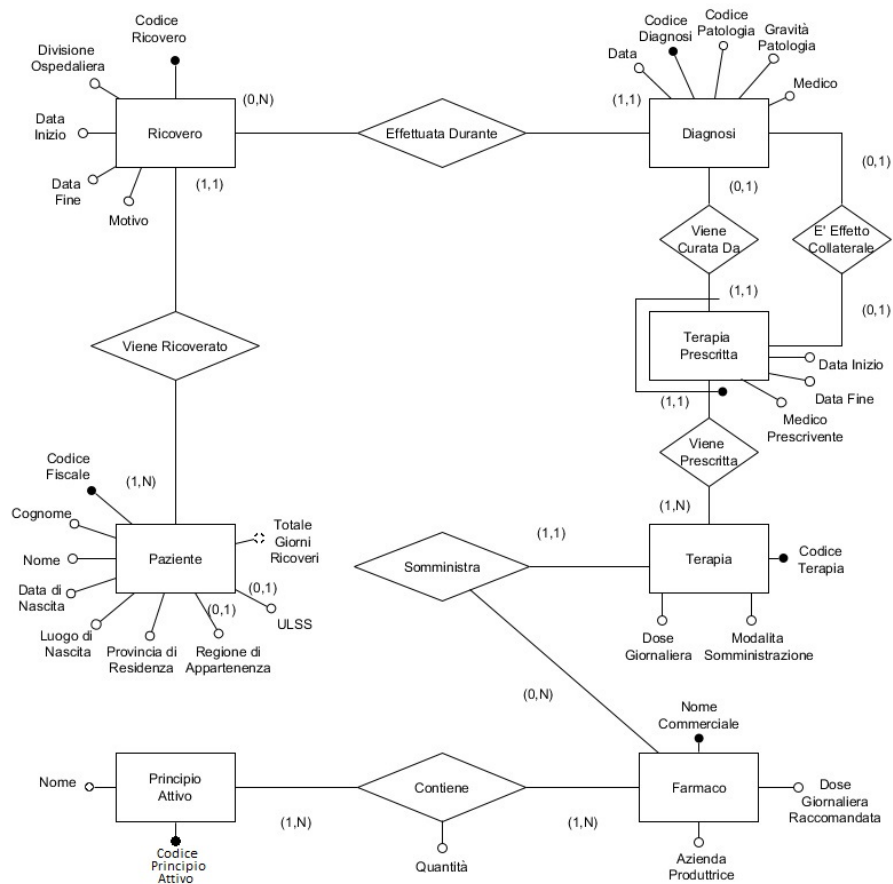 Codice
Ricovero
Divisione
Ospedaliera
Data
Inizio
Data
Fine
Motivo
Ricovero
(0,N)
(1,1)
Effettuata Durante
(1,1)
Data
Codice
Diagnosi
Codice
Patologia
Gravità
Patologia
Medico
Diagnosi
(0,1)
(0,1)
Viene
Curata Da
E' Effetto
Collaterale
(1,1)
(0,1)
Terapia
Prescritta
Data Inizio
Data Fine
Medico
Prescrivente
(1,1)
Viene
Prescritta
(1,N)
Viene Ricoverato
(1,N)
Codice
Fiscale
Cognome
Nome
Data di
Nascita
Luogo di
Nascita
Provincia di
Residenza
(0,1)
Regione di
Appartenenza
(0,1)
ULSS
Totale
Giorni
Ricoveri
Paziente
Somministra
(1,1)
Terapia
Codice
Terapia
Dose
Giornaliera
Modalita
Somministrazione
(0,N)
Nome
Commerciale
Farmaco
Dose
Giornaliera
Raccomandata
Azienda
Produttrice
(1,N)
Contiene
Quantità
(1,N)
Principio
Attivo
Nome
Codice
Principio
Attivo